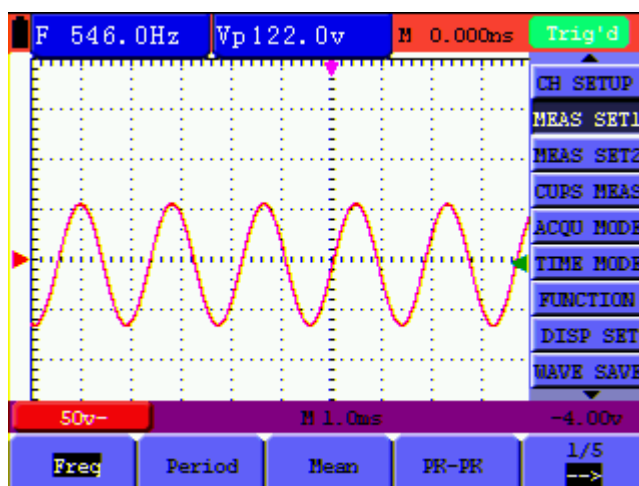 F 546.0Hz Vp122.0v M 0.000ns Trig'd
CH SETUP
MEAS SET1
MEAS SET2
CUPS MEAS
ACQU MODE
TIME MODE
FUNCTION
DISP SET
WAVE SAVE
50v~ M 1.0ms -4.00v
Freq Period Mean PK-PK 1/5
-->